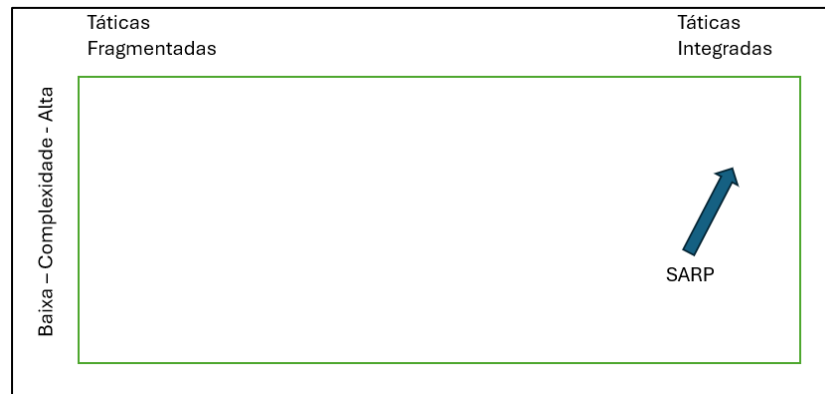 Táticas
Fragmentadas
Táticas
Integradas
Baixa – Complexidade - Alta
SARP